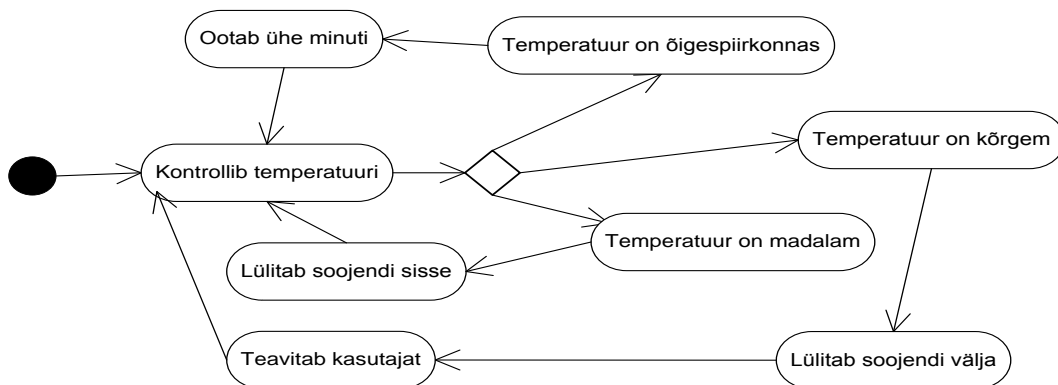 Ootab ühe minuti
Temperatuur on õigespiirkonnas
Temperatuur on kõrgem
Kontrollib temperatuuri
Temperatuur on madalam
Lülitab soojendi sisse
Teavitab kasutajat
Lülitab soojendi välja